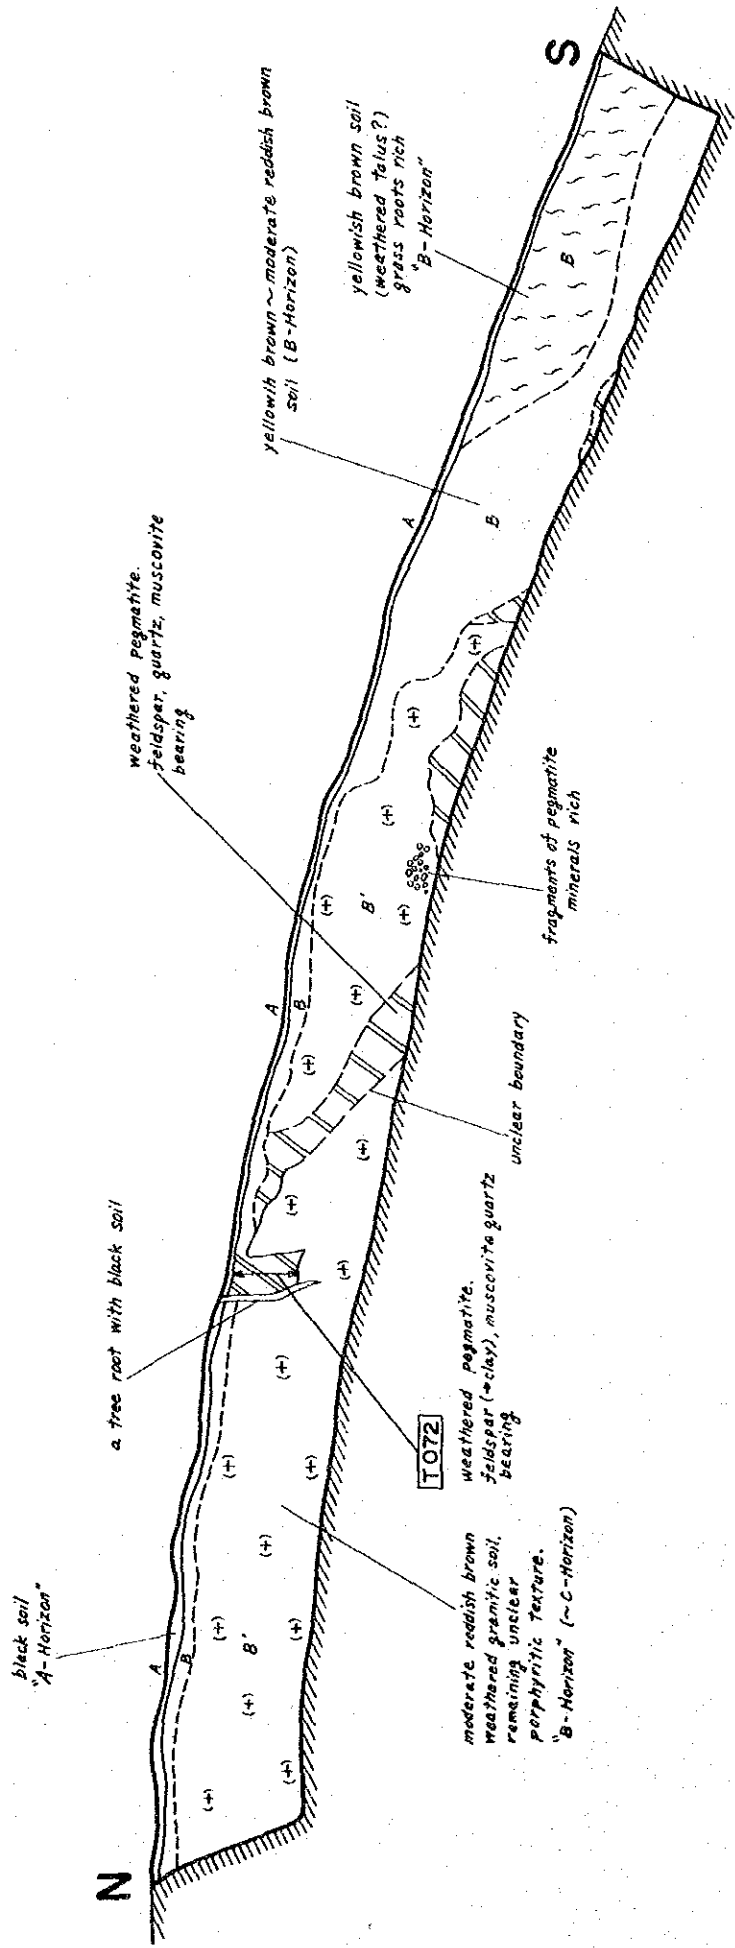 N
S
black soil
"A-Horizon"
a tree root with black soil
weathered pegmatite.
feldspar, quartz, muscovite
bearing
yellowih brown ~ moderate reddish brown
soil (B-Horizon)
yellowish brown soil
(weathered talus?)
grass roots rich
"B-Horizon"
A
B
B'
(+)
(+)
(+)
(+)
(+)
(+)
(+)
(+)
(+)
(+)
(+)
(+)
(+)
(+)
A
B
(+)
(+)
B'
(+)
(+)
(+)
(+)
(+)
A
B
B
moderate reddish brown
weathered granitic soil.
remaining unclear
porphyritic texture.
"B-Horizon" (~C-Horizon)
T072
weathered pegmatite.
feldspar (→clay), muscovite quartz
bearing
unclear boundary
fragments of pegmatite
minerals rich